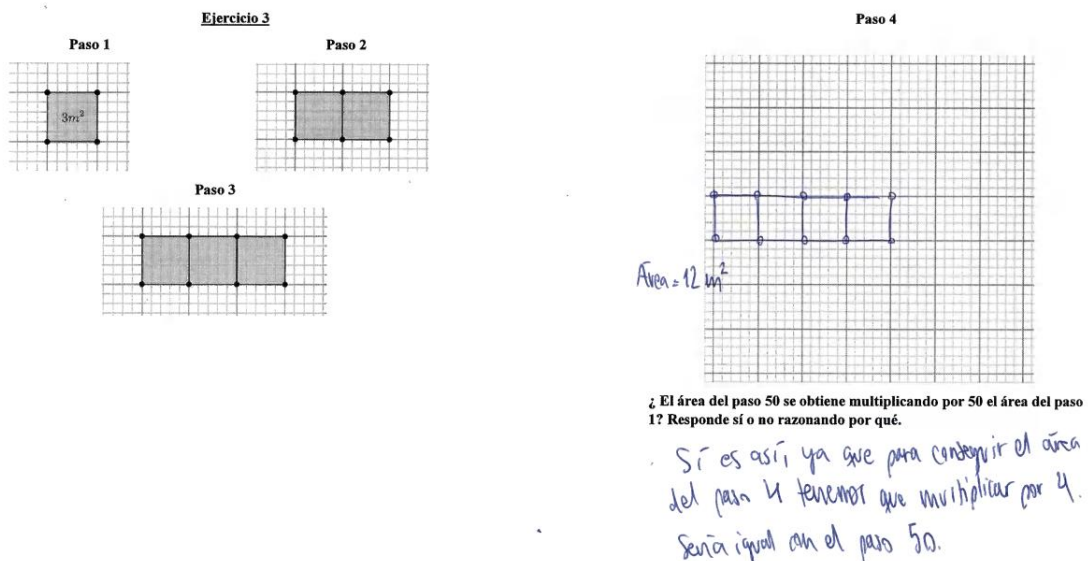 Ejercicio 3
Paso 1
Paso 2
3m²
Paso 3
Paso 4
Área = 12 m²
¿ El área del paso 50 se obtiene multiplicando por 50 el área del paso
1? Responde sí o no razonando por qué.
Sí es así, ya que para conseguir el área
del paso 4 tenemos que multiplicar por 4.
Sería igual con el paso 50.